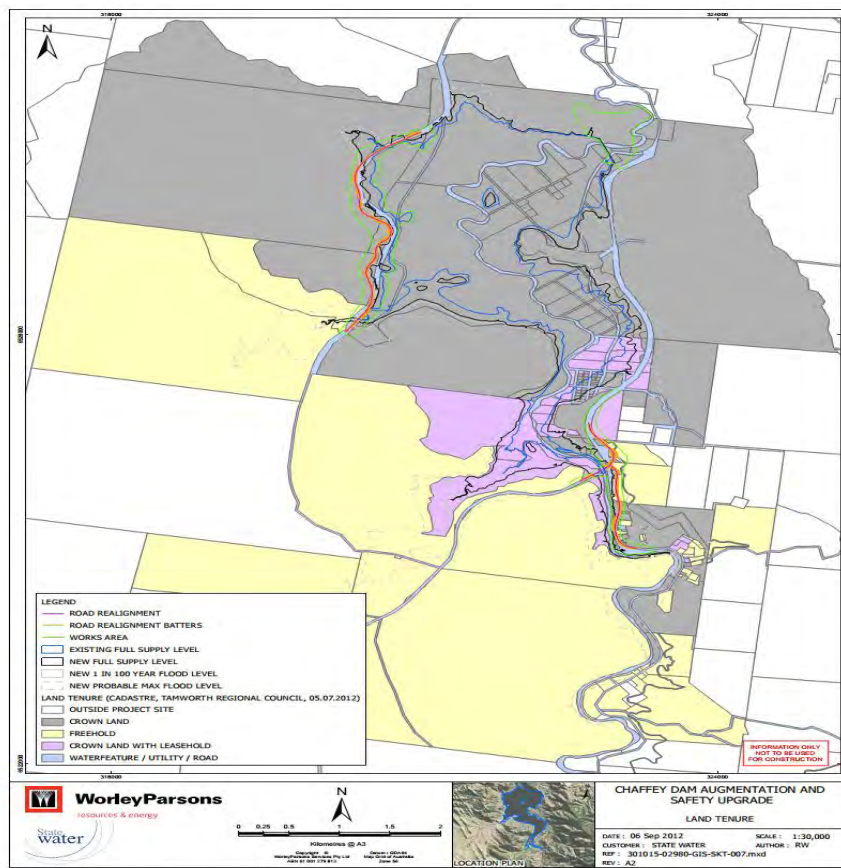 318000
324000
N
LEGEND
ROAD REALIGNMENT
ROAD REALIGNMENT BATTERS
WORKS AREA
EXISTING FULL SUPPLY LEVEL
NEW FULL SUPPLY LEVEL
NEW 1 IN 100 YEAR FLOOD LEVEL
NEW PROBABLE MAX FLOOD LEVEL
LAND TENURE (CADASTRE, TAMWORTH REGIONAL COUNCIL, 05.07.2012)
OUTSIDE PROJECT SITE
CROWN LAND
FREEHOLD
CROWN LAND WITH LEASEHOLD
WATERFEATURE / UTILITY / ROAD
INFORMATION ONLY
NOT TO BE USED
FOR CONSTRUCTION
318000
324000
WorleyParsons
resources & energy
State
water
N
0 0.25 0.5 1 1.5 2
Kilometres @ A3
Copyright ©
WorleyParsons Services Pty Ltd
LOCATION PLAN
CHAFFEY DAM AUGMENTATION AND
SAFETY UPGRADE
LAND TENURE
DATE : 06 Sep 2012 SCALE : 1:30,000
CUSTOMER : STATE WATER AUTHOR : RW
REF : 301015-02980-GIS-SKT-007.mxd
REV : A2